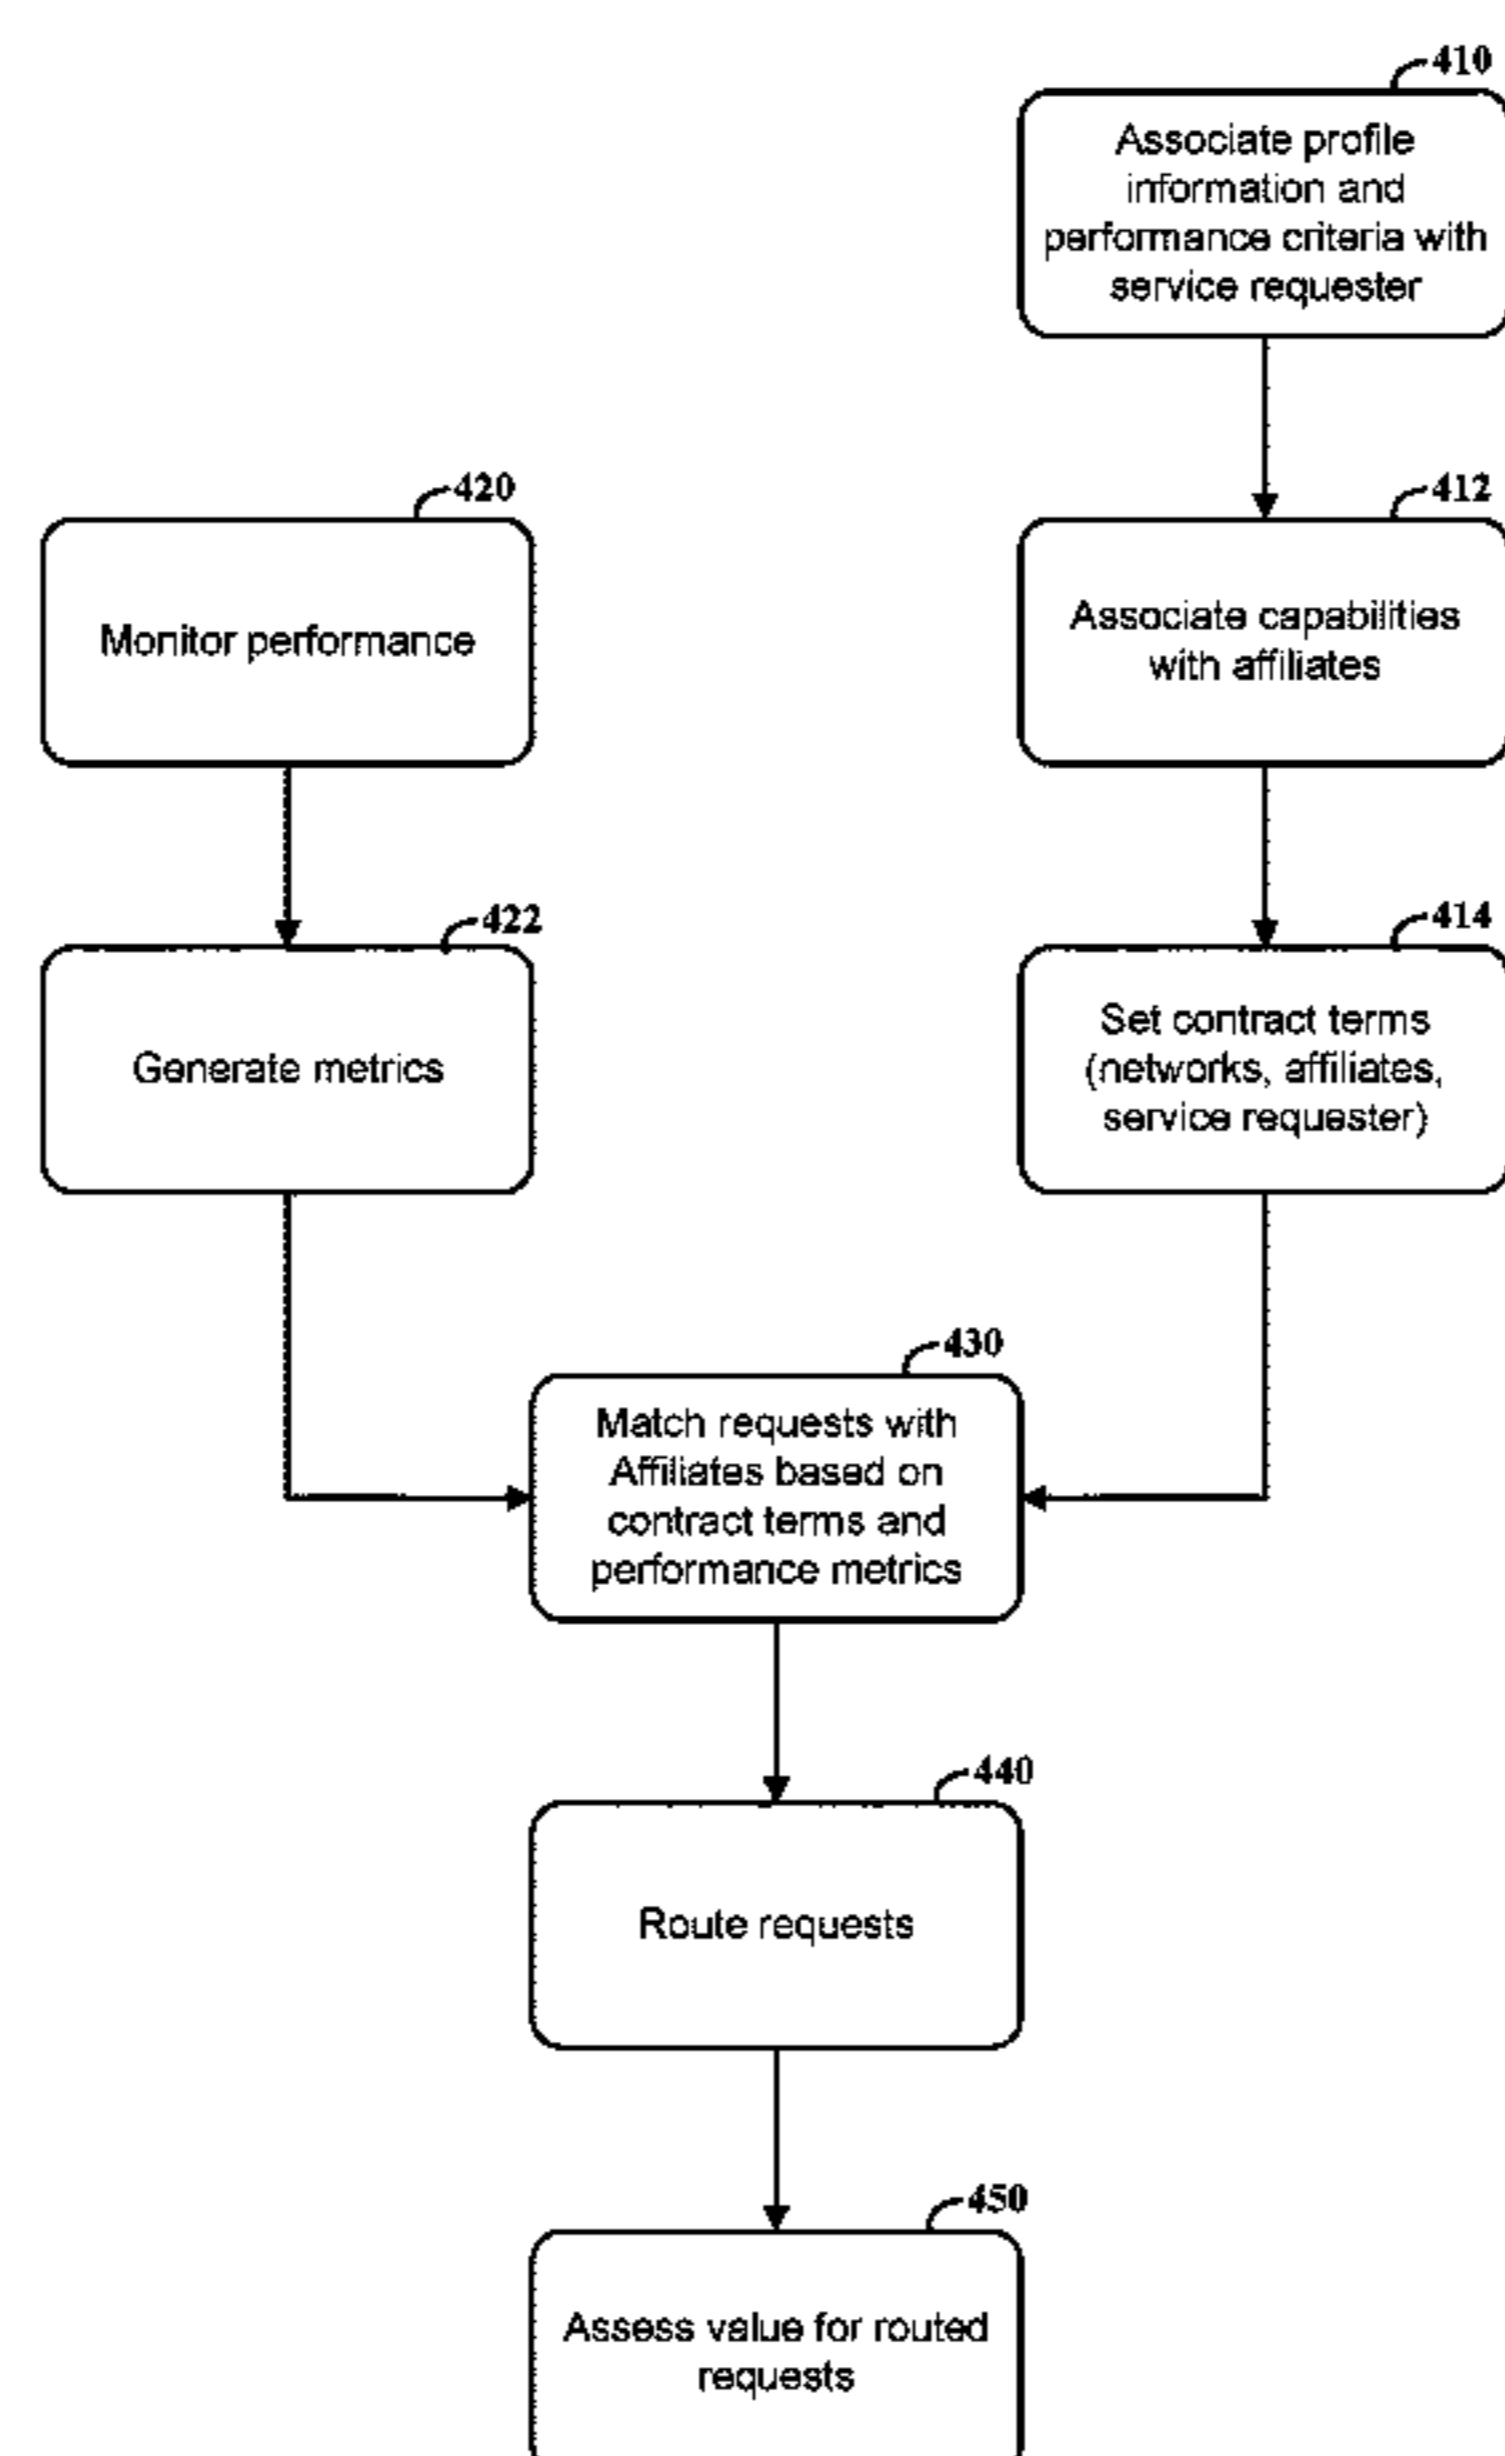 410
Associate profile
information and
performance criteria with
service requester
420
Monitor performance
412
Associate capabilities
with affiliates
422
Generate metrics
414
Set contract terms
(networks, affiliates,
service requester)
430
Match requests with
Affiliates based on
contract terms and
performance metrics
440
Route requests
450
Assess value for routed
requests